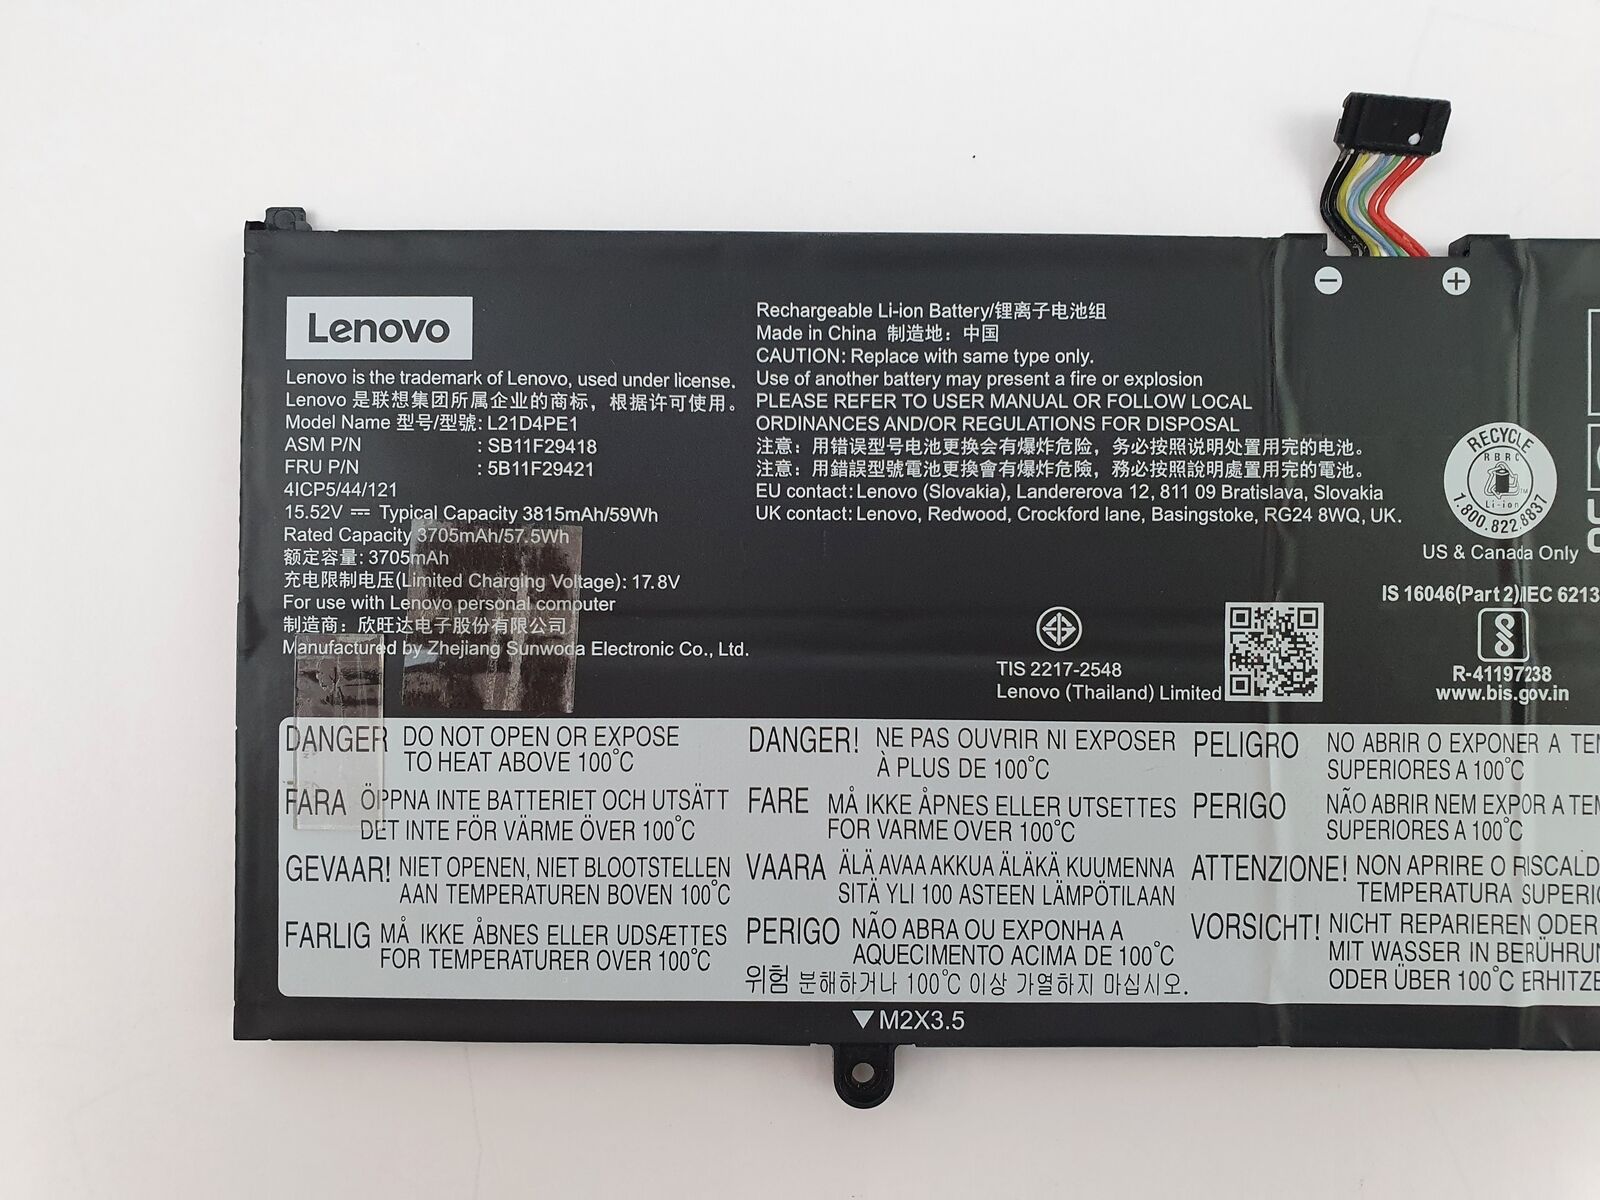 Lenovo
Lenovo is the trademark of Lenovo, used under license.
Lenovo 是联想集团所属企业的商标，根据许可使用。
Model Name 型号/型號: L21D4PE1
ASM P/N : SB11F29418
FRU P/N : 5B11F29421
4ICP5/44/121
15.52V ⎓ Typical Capacity 3815mAh/59Wh
Rated Capacity 3705mAh/57.5Wh
额定容量: 3705mAh
充电限制电压(Limited Charging Voltage): 17.8V
For use with Lenovo personal computer
制造商：欣旺达电子股份有限公司
Manufactured by Zhejiang Sunwoda Electronic Co., Ltd.
Rechargeable Li-ion Battery/锂离子电池组
Made in China 制造地：中国
CAUTION: Replace with same type only.
Use of another battery may present a fire or explosion
PLEASE REFER TO USER MANUAL OR FOLLOW LOCAL
ORDINANCES AND/OR REGULATIONS FOR DISPOSAL
注意：用错误型号电池更换会有爆炸危险，务必按照说明处置用完的电池。
注意：用錯誤型號電池更換會有爆炸危險，務必按照說明處置用完的電池。
EU contact: Lenovo (Slovakia), Landererova 12, 811 09 Bratislava, Slovakia
UK contact: Lenovo, Redwood, Crockford lane, Basingstoke, RG24 8WQ, UK.
− +
RECYCLE
RBRC
Li-ion
TM
1.800.822.8837
US & Canada Only
IS 16046(Part 2)/IEC 6213
R-41197238
www.bis.gov.in
TIS 2217-2548
Lenovo (Thailand) Limited
DANGER DO NOT OPEN OR EXPOSE
TO HEAT ABOVE 100°C
FARA ÖPPNA INTE BATTERIET OCH UTSÄTT
DET INTE FÖR VÄRME ÖVER 100°C
GEVAAR! NIET OPENEN, NIET BLOOTSTELLEN
AAN TEMPERATUREN BOVEN 100°C
FARLIG MÅ IKKE ÅBNES ELLER UDSÆTTES
FOR TEMPERATURER OVER 100°C
DANGER! NE PAS OUVRIR NI EXPOSER
À PLUS DE 100°C
FARE MÅ IKKE ÅPNES ELLER UTSETTES
FOR VARME OVER 100°C
VAARA ÄLÄ AVAA AKKUA ÄLÄKÄ KUUMENNA
SITÄ YLI 100 ASTEEN LÄMPÖTILAAN
PERIGO NÃO ABRA OU EXPONHA A
AQUECIMENTO ACIMA DE 100°C
위험 분해하거나 100°C 이상 가열하지 마십시오.
PELIGRO NO ABRIR O EXPONER A TEM
SUPERIORES A 100°C
PERIGO NÃO ABRIR NEM EXPOR A TEM
SUPERIORES A 100°C
ATTENZIONE! NON APRIRE O RISCALD
TEMPERATURA SUPERIO
VORSICHT! NICHT REPARIEREN ODER
MIT WASSER IN BERÜHRUN
ODER ÜBER 100°C ERHITZE
▼M2X3.5